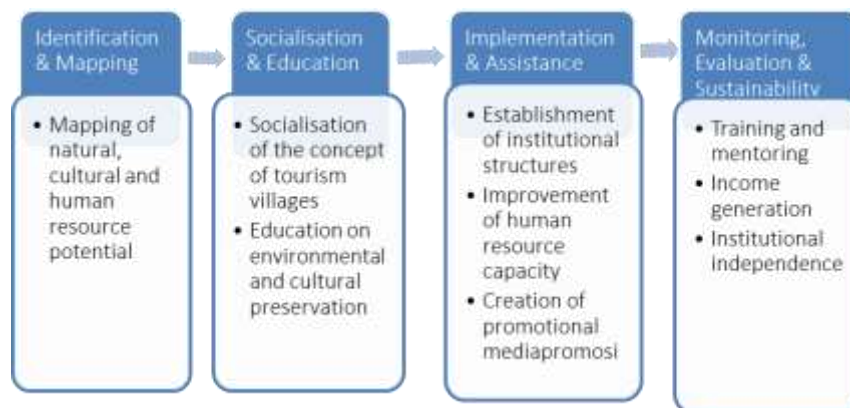 Identification
& Mapping
• Mapping of
natural,
cultural and
human
resource
potential
Socialisation
& Education
• Socialisation
of the concept
of tourism
villages
• Education on
environmental
and cultural
preservation
Implementation
& Assistance
• Establishment
of institutional
structures
• Improvement
of human
resource
capacity
• Creation of
promotional
mediapromosi
Monitoring,
Evaluation &
Sustainability
• Training and
mentoring
• Income
generation
• Institutional
independence